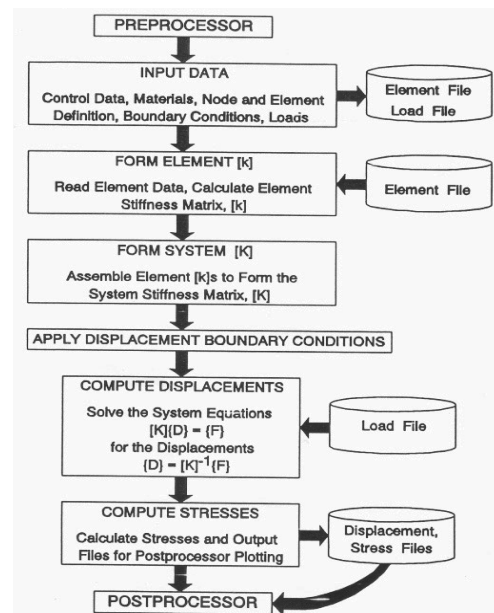 PREPROCESSOR
INPUT DATA
Control Data, Materials, Node and Element
Definition, Boundary Conditions, Loads
Element File
Load File
FORM ELEMENT [k]
Read Element Data, Calculate Element
Stiffness Matrix, [k]
Element File
FORM SYSTEM [K]
Assemble Element [k]s to Form the
System Stiffness Matrix, [K]
APPLY DISPLACEMENT BOUNDARY CONDITIONS
COMPUTE DISPLACEMENTS
Solve the System Equations
[K]{D} = {F}
for the Displacements
{D} = [K]-1{F}
Load File
COMPUTE STRESSES
Calculate Stresses and Output
Files for Postprocessor Plotting
Displacement,
Stress Files
POSTPROCESSOR